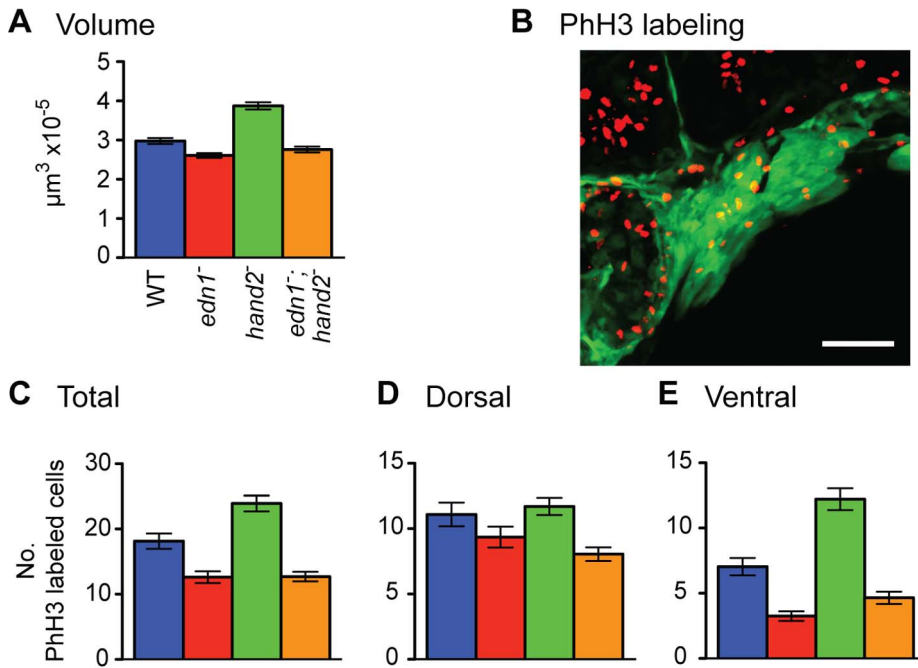 A Volume
µm³ x10⁻⁵
5
4
3
2
1
0
WT
edn1⁻
hand2⁻
edn1⁻;
hand2⁻
B PhH3 labeling
C Total
No.
PhH3 labeled cells
30
20
10
0
D Dorsal
15
10
5
0
E Ventral
15
10
5
0